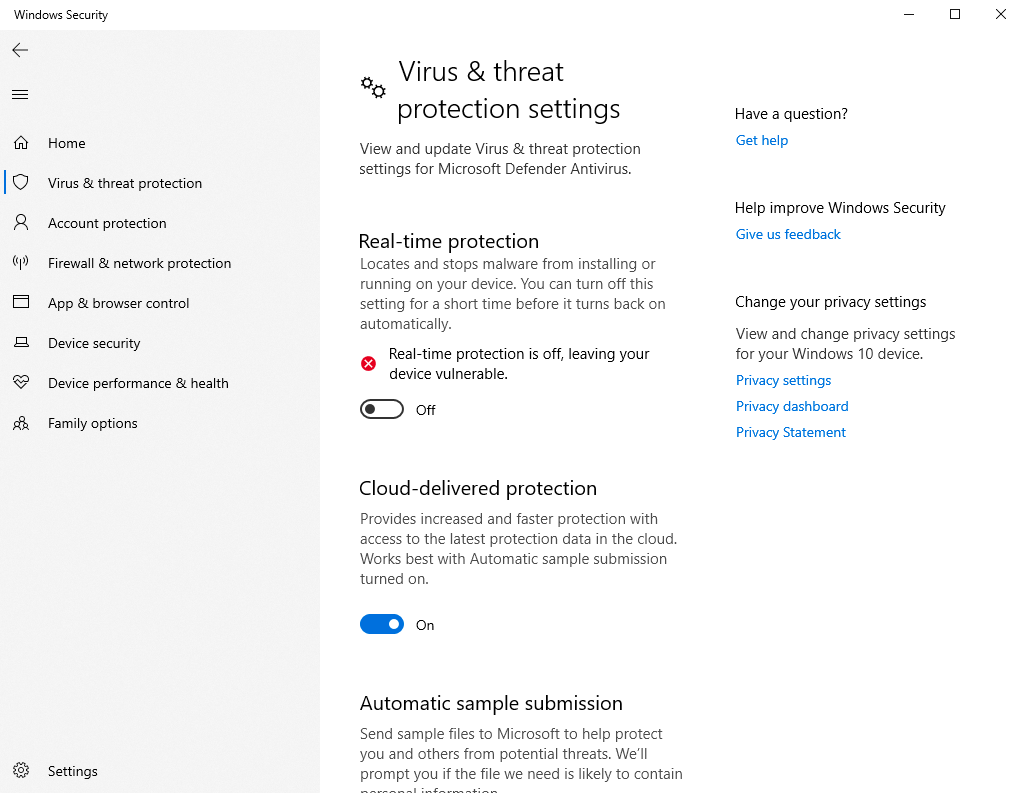 Windows Security
Home
Virus & threat protection
Account protection
Firewall & network protection
App & browser control
Device security
Device performance & health
Family options
Settings
Virus & threat
protection settings
View and update Virus & threat protection
settings for Microsoft Defender Antivirus.
Real-time protection
Locates and stops malware from installing or
running on your device. You can turn off this
setting for a short time before it turns back on
automatically.
Real-time protection is off, leaving your
device vulnerable.
Off
Cloud-delivered protection
Provides increased and faster protection with
access to the latest protection data in the cloud.
Works best with Automatic sample submission
turned on.
On
Automatic sample submission
Send sample files to Microsoft to help protect
you and others from potential threats. We’ll
prompt you if the file we need is likely to contain
personal information.
Have a question?
Get help
Help improve Windows Security
Give us feedback
Change your privacy settings
View and change privacy settings
for your Windows 10 device.
Privacy settings
Privacy dashboard
Privacy Statement